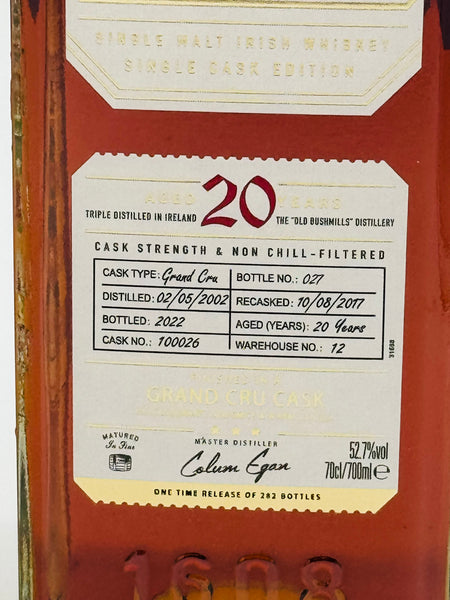 SINGLE MALT IRISH WHISKEY
SINGLE CASK EDITION
AGED 20 YEARS
TRIPLE DISTILLED IN IRELAND THE "OLD BUSHMILLS" DISTILLERY
CASK STRENGTH & NON CHILL-FILTERED
CASK TYPE: Grand Cru BOTTLE NO.: 027
DISTILLED: 02/05/2002 RECASKED: 10/08/2017
BOTTLED: 2022 AGED (YEARS): 20 Years
CASK NO.: 100026 WAREHOUSE NO.: 12
31668
GRAND CRU CASK
MATURED
In Fine
MASTER DISTILLER
Colum Egan
52.7%vol
70cl/700ml e
ONE TIME RELEASE OF 282 BOTTLES
1608